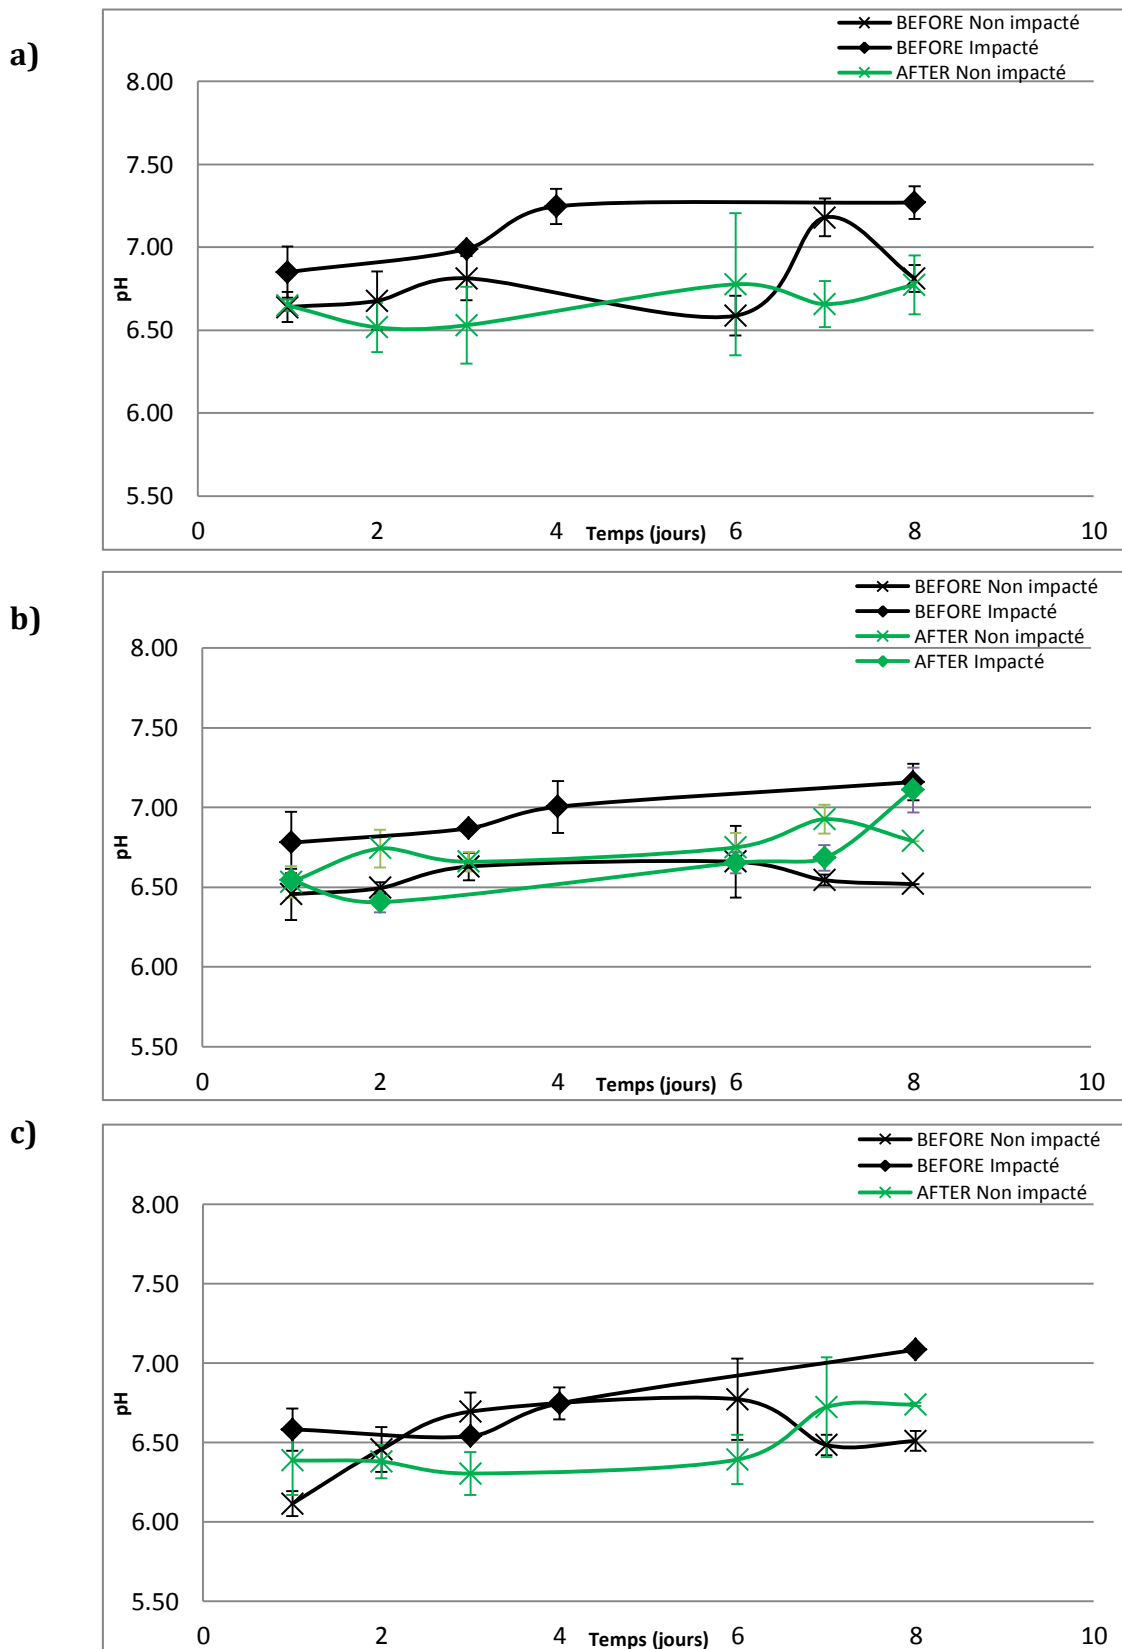 a)
BEFORE Non impacté
BEFORE Impacté
AFTER Non impacté
8.00
7.50
7.00
6.50
6.00
5.50
pH
0 2 4 6 8 10
Temps (jours)
b)
BEFORE Non impacté
BEFORE Impacté
AFTER Non impacté
AFTER Impacté
8.00
7.50
7.00
6.50
6.00
5.50
pH
0 2 4 6 8 10
Temps (jours)
c)
BEFORE Non impacté
BEFORE Impacté
AFTER Non impacté
8.00
7.50
7.00
6.50
6.00
5.50
pH
0 2 4 6 8 10
Temps (jours)